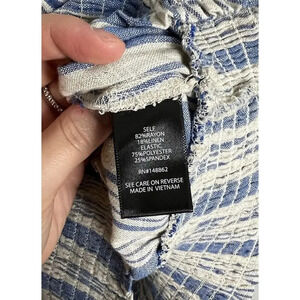 SELF
82%RAYON
18%LINEN
ELASTIC
75%POLYESTER
25%SPANDEX
RN#148862
SEE CARE ON REVERSE
MADE IN VIETNAM